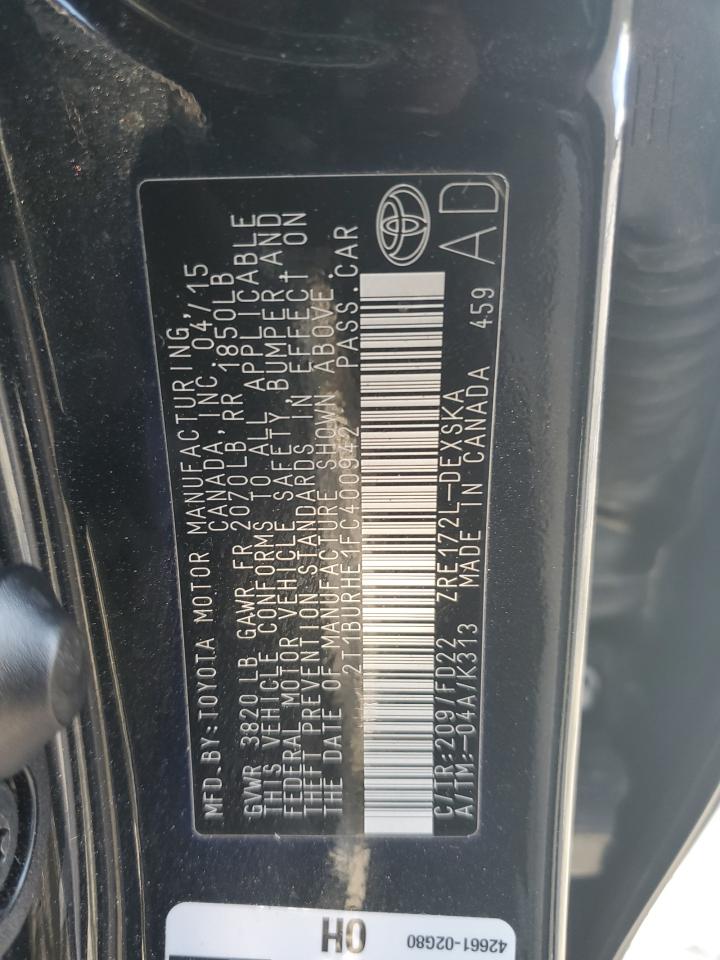 MFD.BY:TOYOTA MOTOR MANUFACTURING,
CANADA, INC. 04/15
GVWR 3820LB GAWR FR 2070LB RR 1850LB
THIS VEHICLE CONFORMS TO ALL APPLICABLE
FEDERAL MOTOR VEHICLE SAFETY, BUMPER, AND
THEFT PREVENTION STANDARDS IN EFFECT ON
THE DATE OF MANUFACTURE SHOWN ABOVE.
2T1BURHE1FC400942 PASS.CAR
C/TR:209/FD22 ZRE172L-DEXSKA
A/TM:-04A/K313 MADE IN CANADA 459
AD
OH
42661-02G80